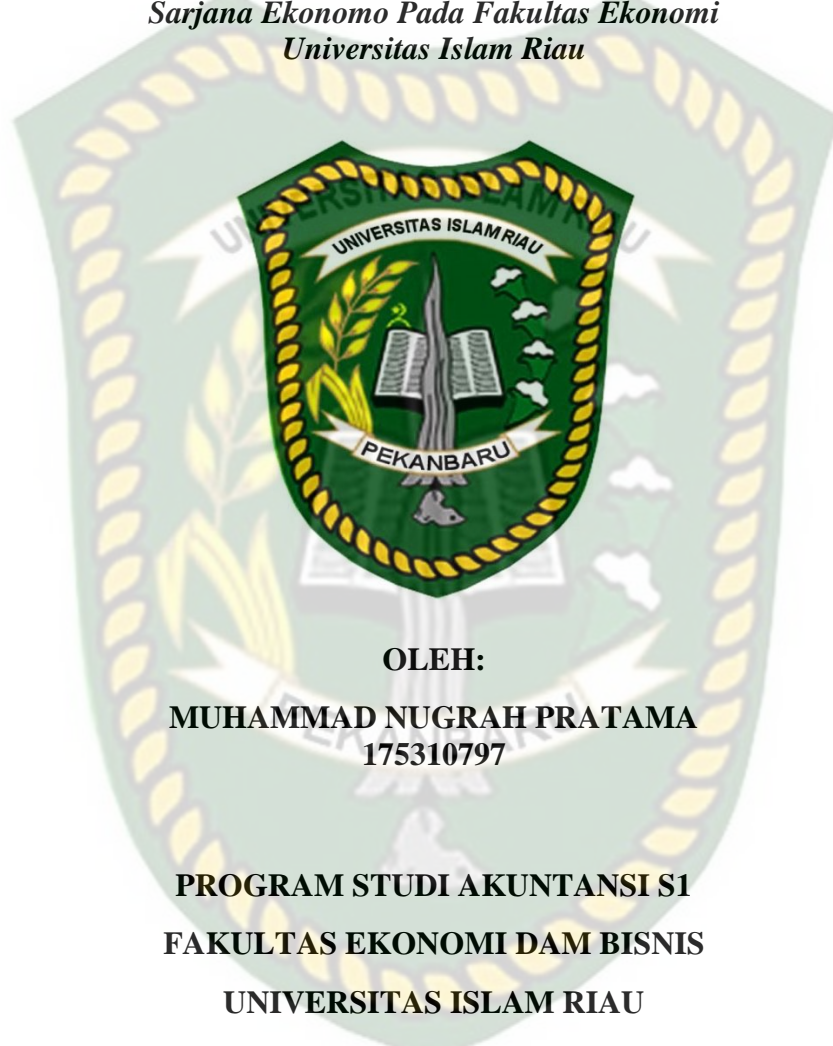 Sarjana Ekonomo Pada Fakultas Ekonomi
Universitas Islam Riau
UNIVERSITAS ISLAM RIAU
PEKANBARU
OLEH:
MUHAMMAD NUGRAH PRATAMA
175310797
PROGRAM STUDI AKUNTANSI S1
FAKULTAS EKONOMI DAM BISNIS
UNIVERSITAS ISLAM RIAU